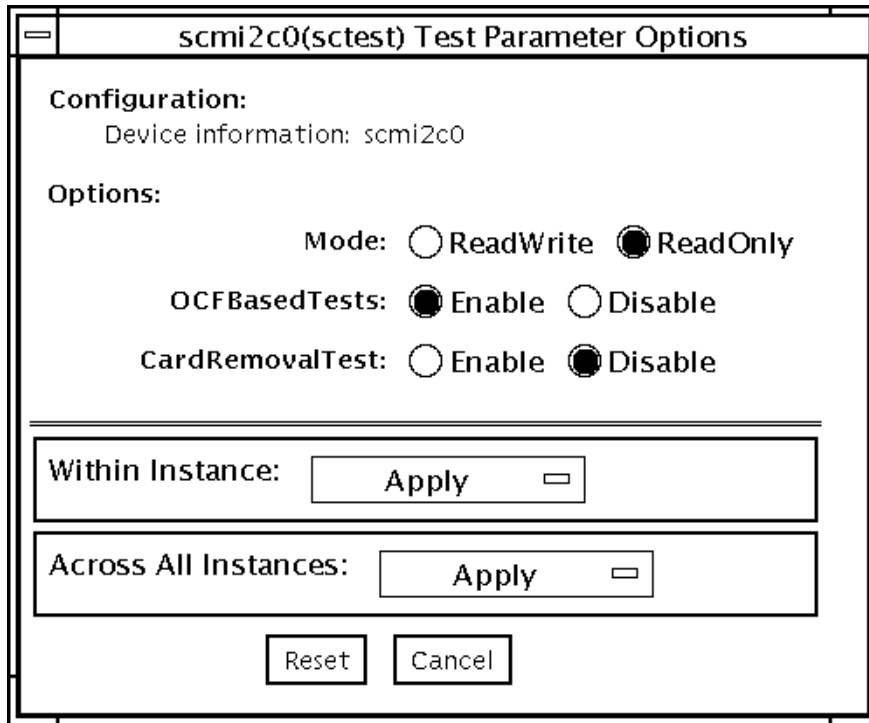 scmi2c0(sctest) Test Parameter Options
Configuration:
Device information: scmi2c0
Options:
Mode: ReadWrite ReadOnly
OCFBasedTests: Enable Disable
CardRemovalTest: Enable Disable
Within Instance: Apply
Across All Instances: Apply
Reset Cancel